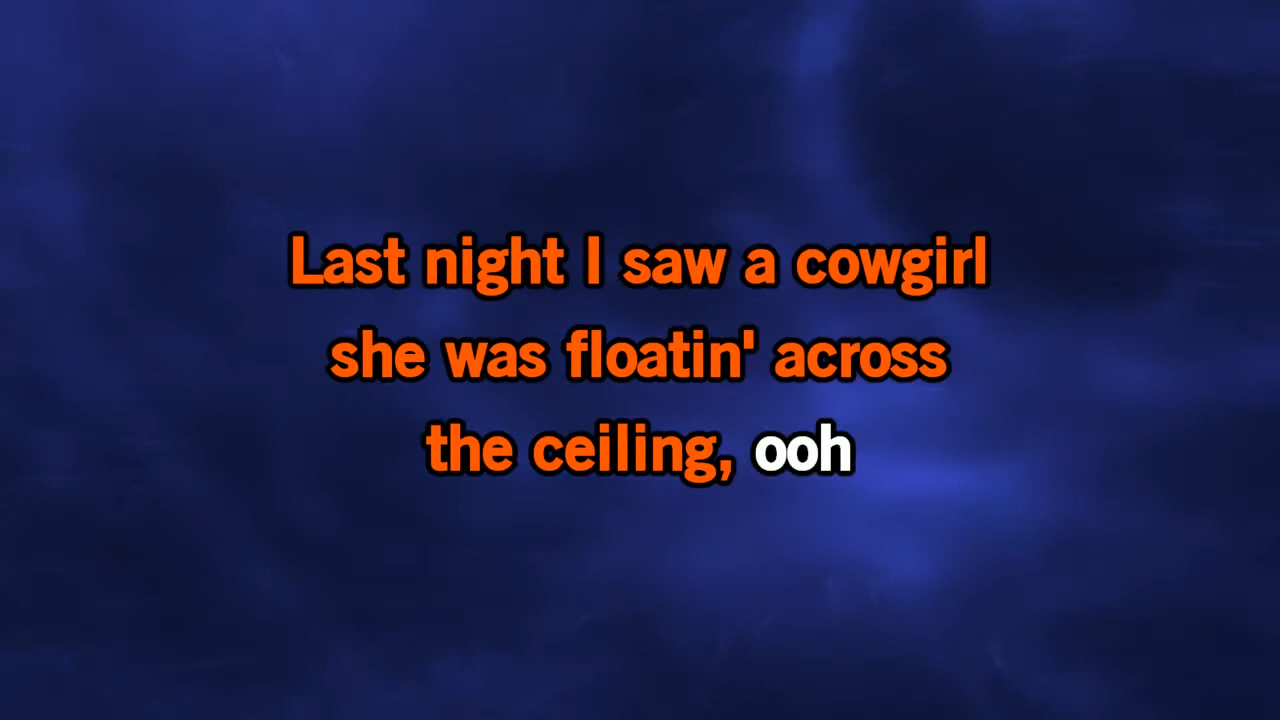 Last night I saw a cowgirl
she was floatin' across
the ceiling, ooh